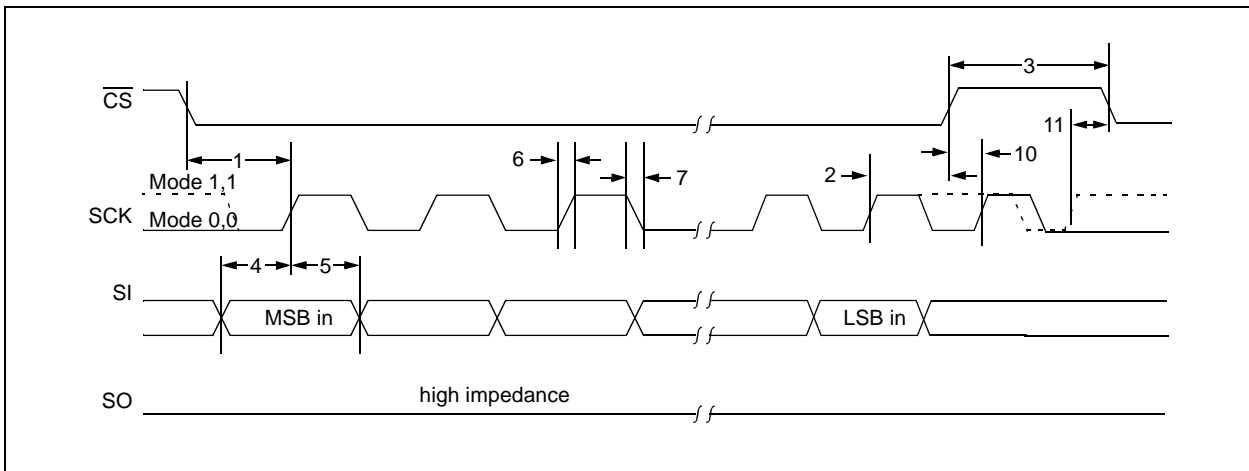 3
CS
11
1
6
7
2
10
Mode 1,1
SCK
Mode 0,0
4
5
SI
MSB in
LSB in
high impedance
SO